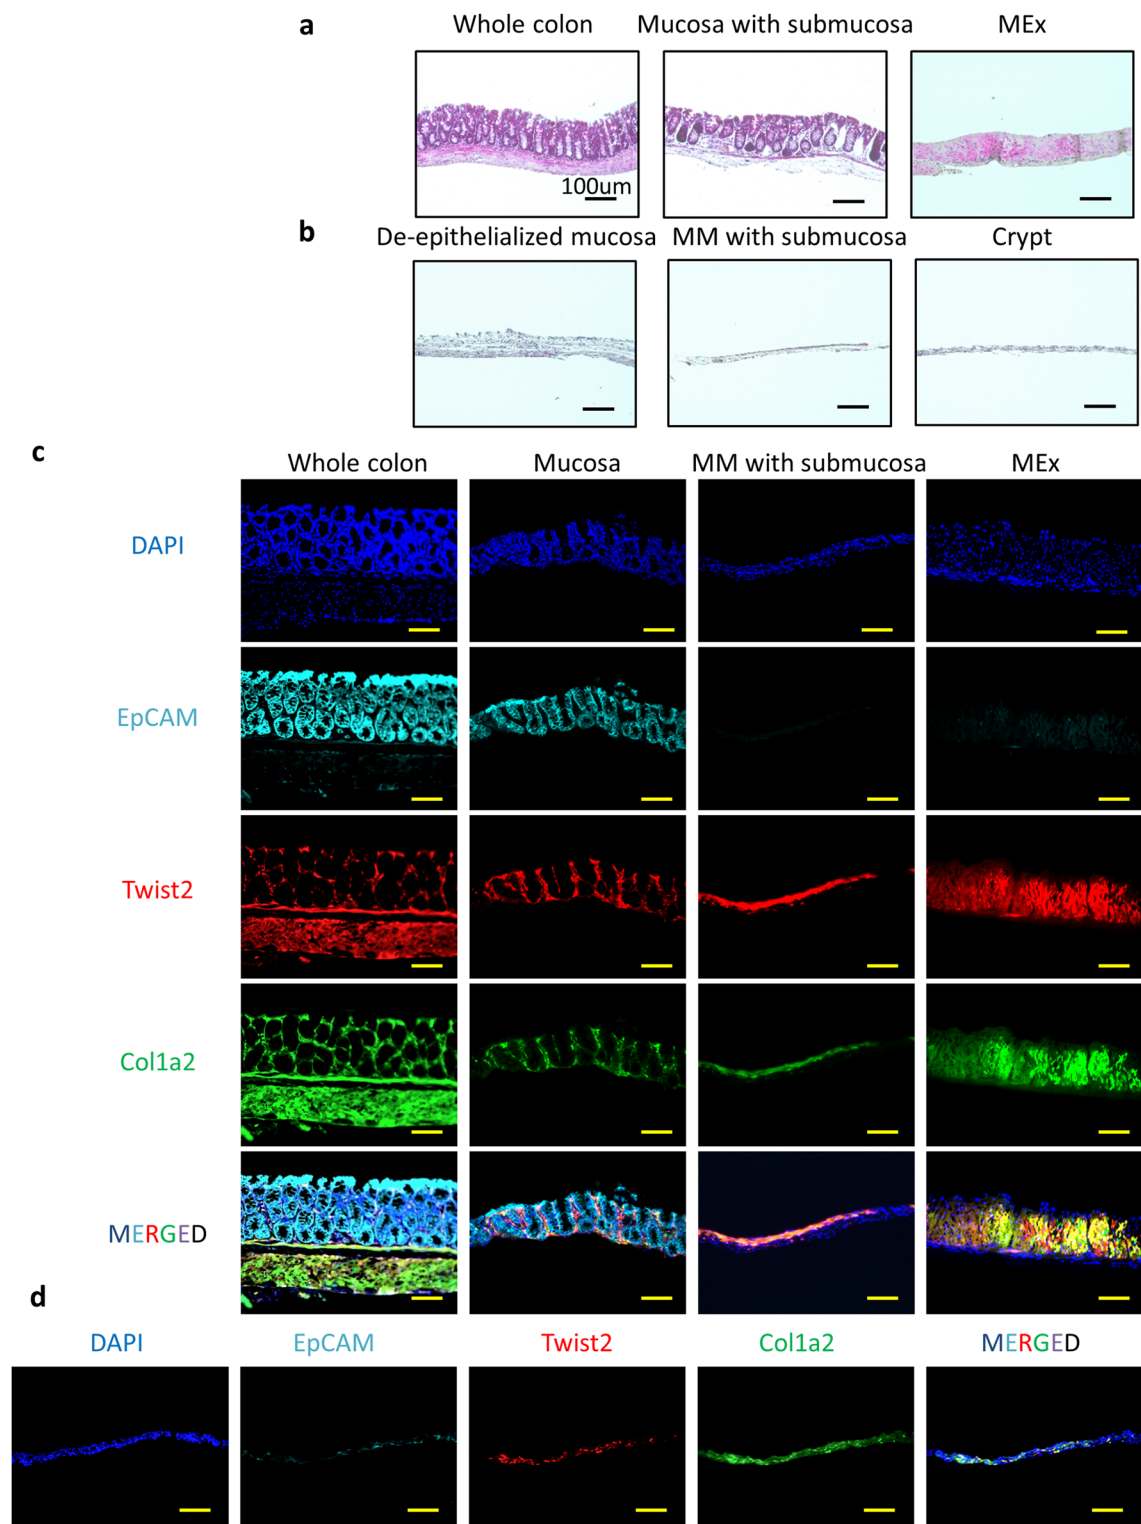 a
Whole colon
Mucosa with submucosa
MEx
100um
b
De-epithelialized mucosa
MM with submucosa
Crypt
c
Whole colon
Mucosa
MM with submucosa
MEx
DAPI
EpCAM
Twist2
Col1a2
MERGED
d
DAPI
EpCAM
Twist2
Col1a2
MERGED